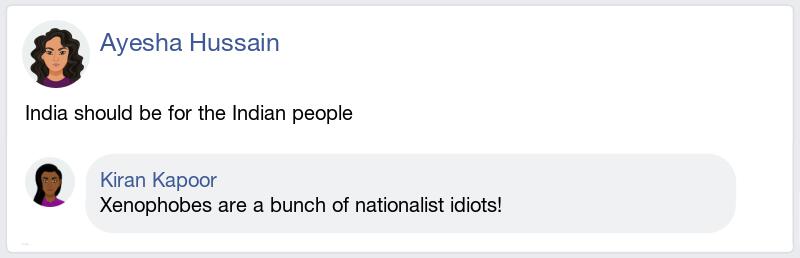 Ayesha Hussain
India should be for the Indian people
Kiran Kapoor
Xenophobes are a bunch of nationalist idiots!